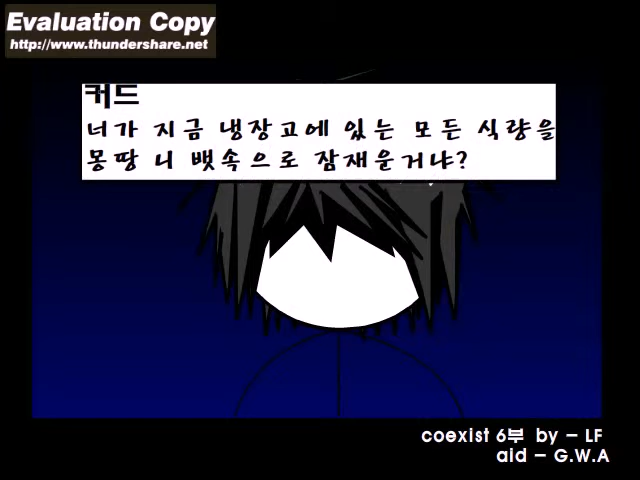 Evaluation Copy
http://www.thundershare.net
커드
너가 지금 냉장고에 있는 모든 식량을
몽땅 니 뱃속으로 잠재운거냐?
coexist 6부 by - LF
aid - G.W.A